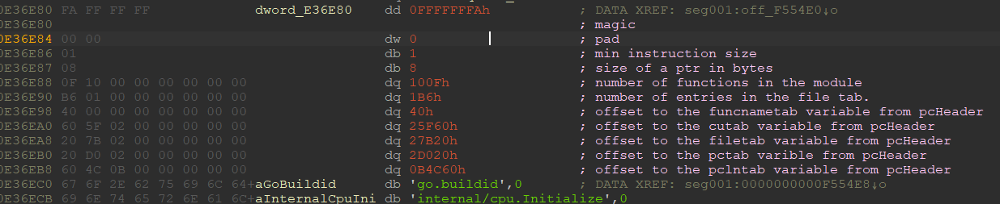 0E36E80 FA FF FF FF dword_E36E80 dd 0FFFFFFFAh ; DATA XREF: seg001:off_F554E0↓o
0E36E80 ; magic
0E36E84 00 00 dw 0 ; pad
0E36E86 01 db 1 ; min instruction size
0E36E87 08 db 8 ; size of a ptr in bytes
0E36E88 0F 10 00 00 00 00 00 00 dq 100Fh ; number of functions in the module
0E36E90 B6 01 00 00 00 00 00 00 dq 1B6h ; number of entries in the file tab.
0E36E98 40 00 00 00 00 00 00 00 dq 40h ; offset to the funcnametab variable from pcHeader
0E36EA0 60 5F 02 00 00 00 00 00 dq 25F60h ; offset to the cutab variable from pcHeader
0E36EA8 20 7B 02 00 00 00 00 00 dq 27B20h ; offset to the filetab variable from pcHeader
0E36EB0 20 D0 02 00 00 00 00 00 dq 2D020h ; offset to the pctab varible from pcHeader
0E36EB8 60 4C 0B 00 00 00 00 00 dq 0B4C60h ; offset to the pclntab variable from pcHeader
0E36EC0 67 6F 2E 62 75 69 6C 64+aGoBuildid db 'go.buildid',0 ; DATA XREF: seg001:0000000000F554E8↓o
0E36ECB 69 6E 74 65 72 6E 61 6C+aInternalCpuIni db 'internal/cpu.Initialize',0